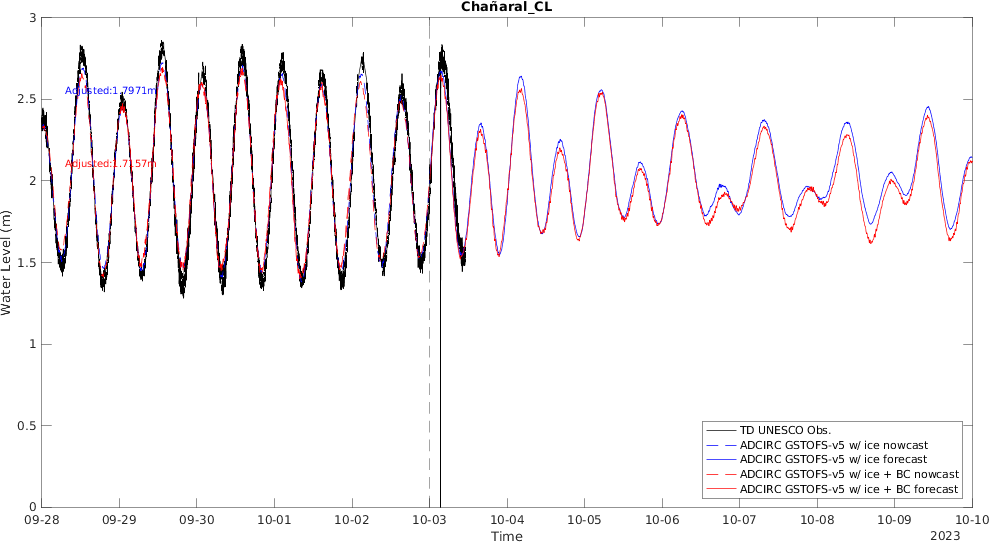 Chañaral_CL
3
2.5
2
1.5
1
0.5
0
Water Level (m)
Adjusted:1.7971m
Adjusted:1.7157m
TD UNESCO Obs.
ADCIRC GSTOFS-v5 w/ ice nowcast
ADCIRC GSTOFS-v5 w/ ice forecast
ADCIRC GSTOFS-v5 w/ ice + BC nowcast
ADCIRC GSTOFS-v5 w/ ice + BC forecast
09-28 09-29 09-30 10-01 10-02 10-03 10-04 10-05 10-06 10-07 10-08 10-09 10-10
Time
2023